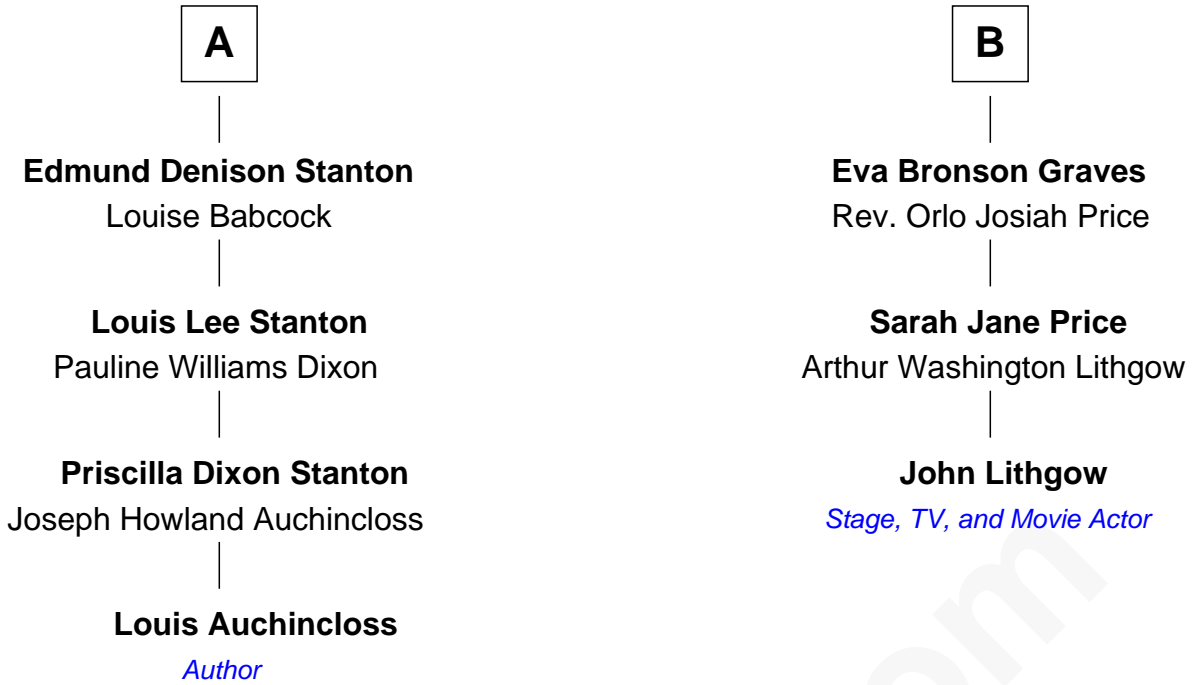 A
Edmund Denison Stanton
Louise Babcock
Louis Lee Stanton
Pauline Williams Dixon
Priscilla Dixon Stanton
Joseph Howland Auchincloss
Louis Auchincloss
Author
B
Eva Bronson Graves
Rev. Orlo Josiah Price
Sarah Jane Price
Arthur Washington Lithgow
John Lithgow
Stage, TV, and Movie Actor
om